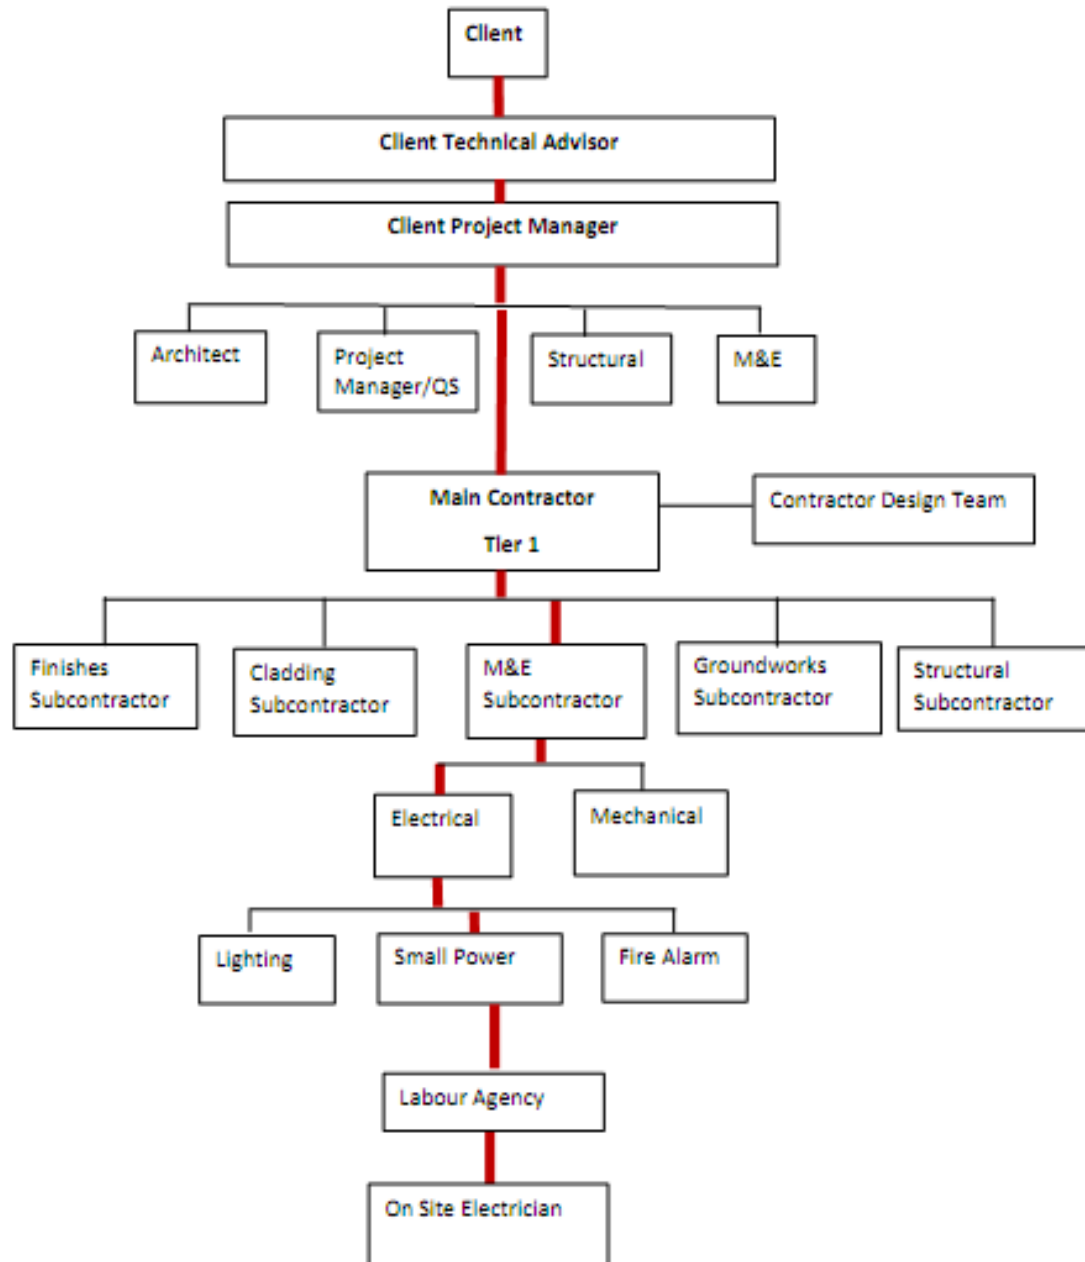 Client
Client Technical Advisor
Client Project Manager
Architect
Project
Manager/QS
Structural
M&E
Main Contractor
Tier 1
Contractor Design Team
Finishes
Subcontractor
Cladding
Subcontractor
M&E
Subcontractor
Groundworks
Subcontractor
Structural
Subcontractor
Electrical
Mechanical
Lighting
Small Power
Fire Alarm
Labour Agency
On Site Electrician